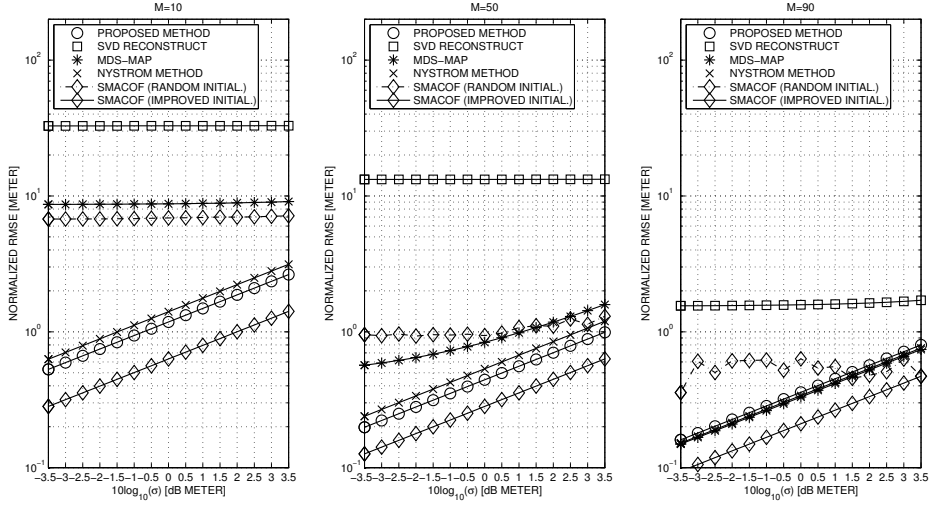 M=10
10^2
10^1
10^0
10^-1
NORMALIZED RMSE [METER]
PROPOSED METHOD
SVD RECONSTRUCT
MDS−MAP
NYSTROM METHOD
SMACOF (RANDOM INITIAL.)
SMACOF (IMPROVED INITIAL.)
−3.5 −3 −2.5 −2 −1.5 −1 −0.5 0 0.5 1 1.5 2 2.5 3 3.5
10log10(σ) [dB METER]
M=50
10^2
10^1
10^0
10^-1
NORMALIZED RMSE [METER]
PROPOSED METHOD
SVD RECONSTRUCT
MDS−MAP
NYSTROM METHOD
SMACOF (RANDOM INITIAL.)
SMACOF (IMPROVED INITIAL.)
−3.5 −3 −2.5 −2 −1.5 −1 −0.5 0 0.5 1 1.5 2 2.5 3 3.5
10log10(σ) [dB METER]
M=90
10^2
10^1
10^0
10^-1
NORMALIZED RMSE [METER]
PROPOSED METHOD
SVD RECONSTRUCT
MDS−MAP
NYSTROM METHOD
SMACOF (RANDOM INITIAL.)
SMACOF (IMPROVED INITIAL.)
−3.5 −3 −2.5 −2 −1.5 −1 −0.5 0 0.5 1 1.5 2 2.5 3 3.5
10log10(σ) [dB METER]